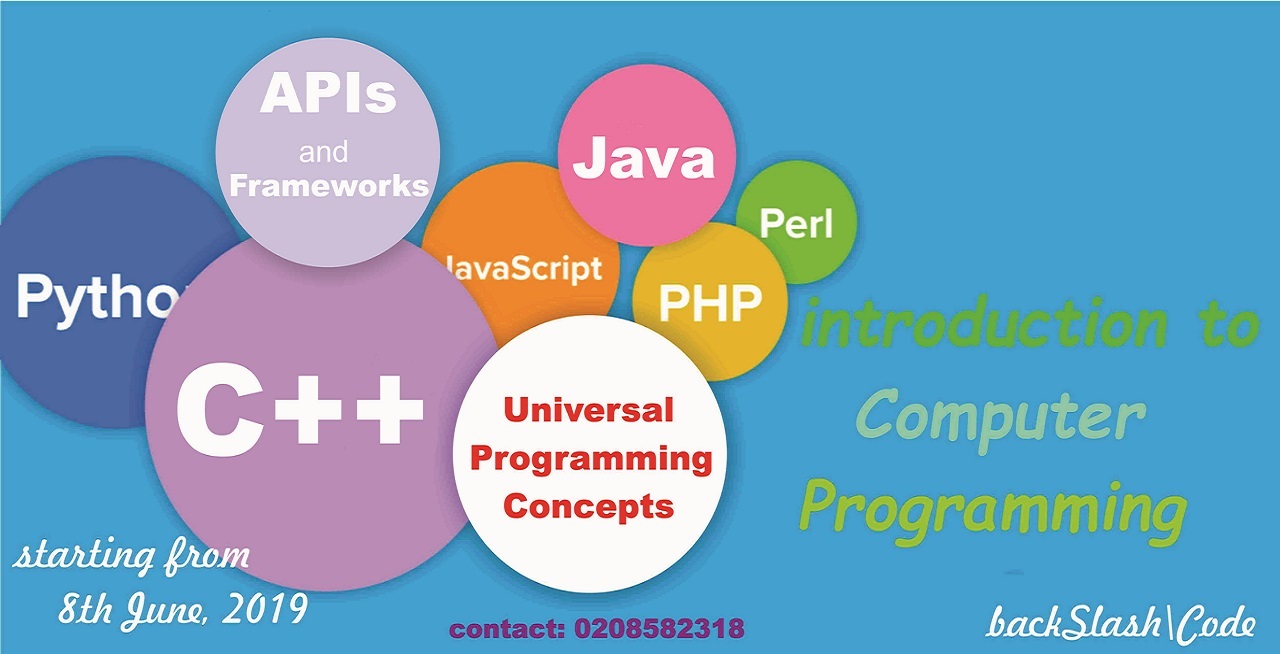 APIs
and
Frameworks
Java
Perl
Pytho
JavaScript
PHP
C++
introduction to
Computer
Programming
Universal
Programming
Concepts
starting from
8th June, 2019
contact: 0208582318
backSlash\Code